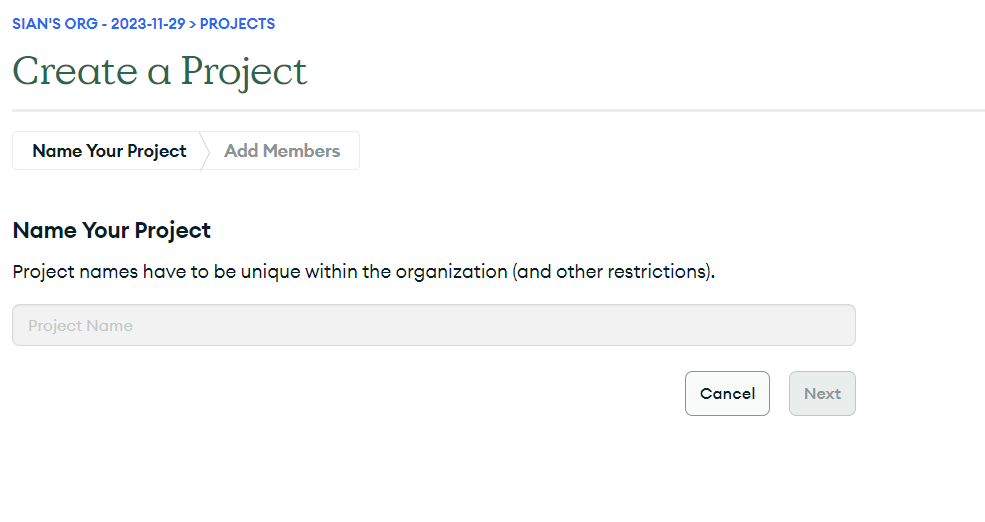 SIAN'S ORG - 2023-11-29 > PROJECTS
Create a Project
Name Your Project
Add Members
Name Your Project
Project names have to be unique within the organization (and other restrictions).
Project Name
Cancel
Next